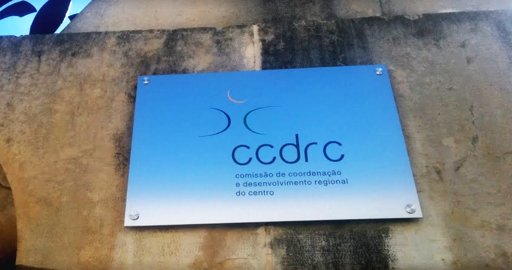 ccdrc
comissão de coordenação
e desenvolvimento regional
do centro